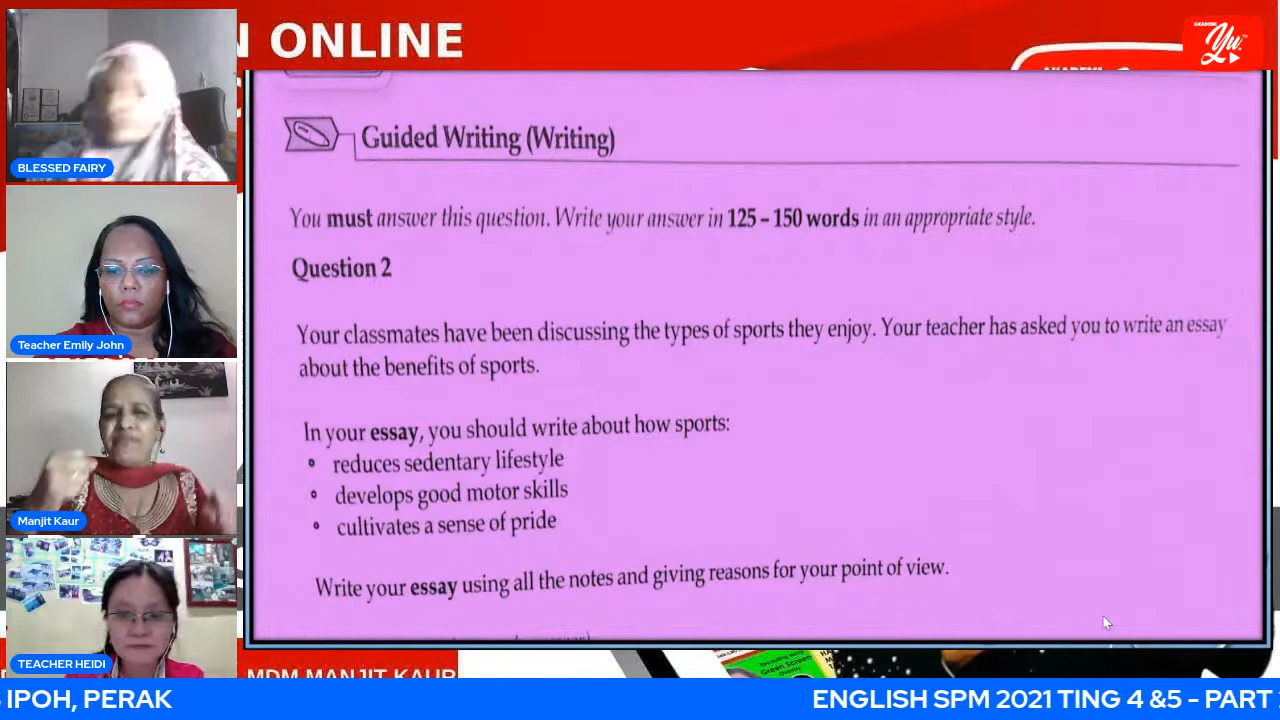 N ONLINE
AKADEMI
Yu
AKADEMI
BLESSED FAIRY
Teacher Emily John
Manjit Kaur
TEACHER HEIDI
Guided Writing (Writing)
You must answer this question. Write your answer in 125 – 150 words in an appropriate style.
Question 2
Your classmates have been discussing the types of sports they enjoy. Your teacher has asked you to write an essay
about the benefits of sports.
In your essay, you should write about how sports:
reduces sedentary lifestyle
develops good motor skills
cultivates a sense of pride
Write your essay using all the notes and giving reasons for your point of view.
MDM MANJIT KAUR
Green Screen
IPOH, PERAK
ENGLISH SPM 2021 TING 4 &5 - PART